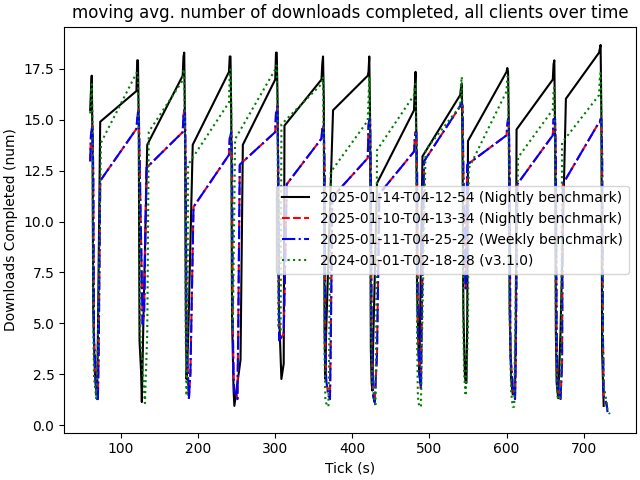 moving avg. number of downloads completed, all clients over time
Downloads Completed (num)
17.5
15.0
12.5
10.0
7.5
5.0
2.5
0.0
2025-01-14-T04-12-54 (Nightly benchmark)
2025-01-10-T04-13-34 (Nightly benchmark)
2025-01-11-T04-25-22 (Weekly benchmark)
2024-01-01-T02-18-28 (v3.1.0)
100 200 300 400 500 600 700
Tick (s)